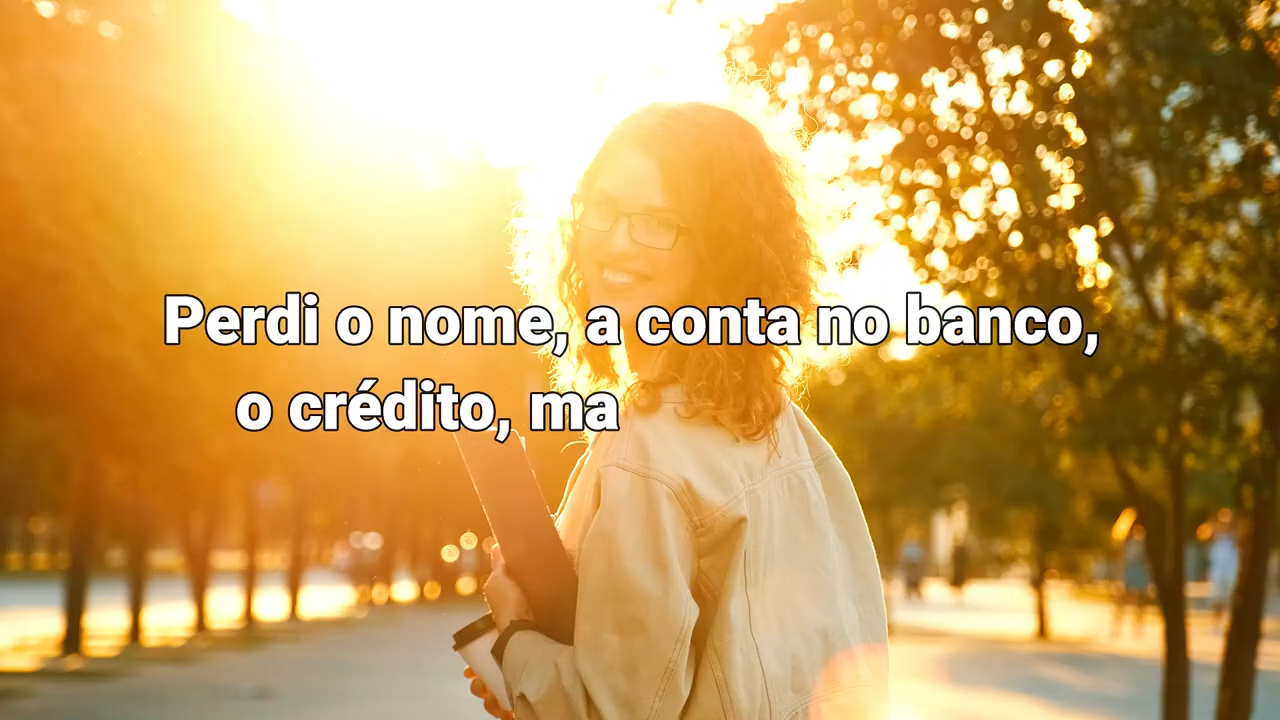 Perdi o nome, a conta no banco,
o crédito, ma